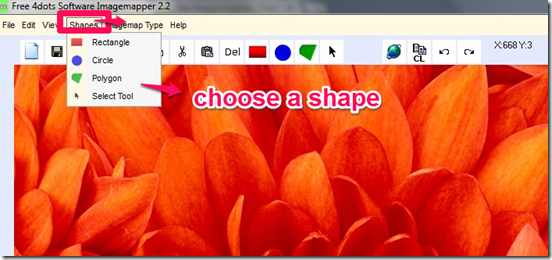 Free 4dots Software Imagemapper 2.2
File Edit View Shapes Imagemap Type Help
Rectangle
Circle
Polygon
Select Tool
Del
CL
X:668 Y:3
choose a shape